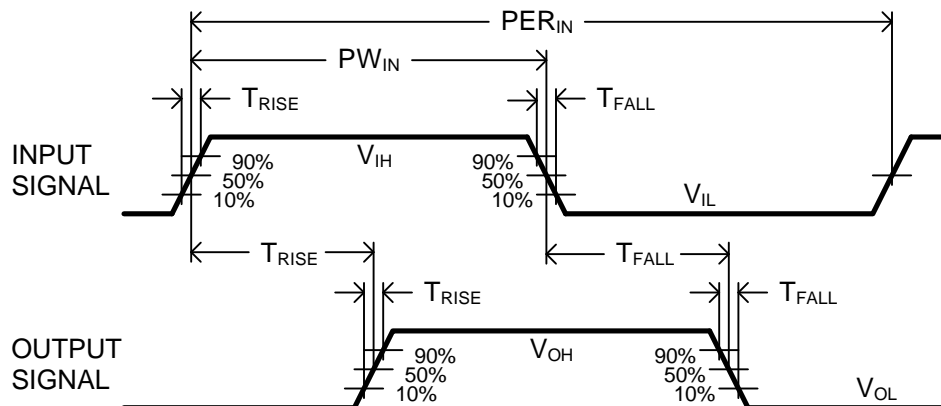 PER_IN
PW_IN
T_RISE
T_FALL
INPUT
SIGNAL
V_IH
90%
50%
10%
90%
50%
10%
V_IL
T_RISE
T_FALL
T_RISE
T_FALL
OUTPUT
SIGNAL
V_OH
90%
50%
10%
90%
50%
10%
V_OL